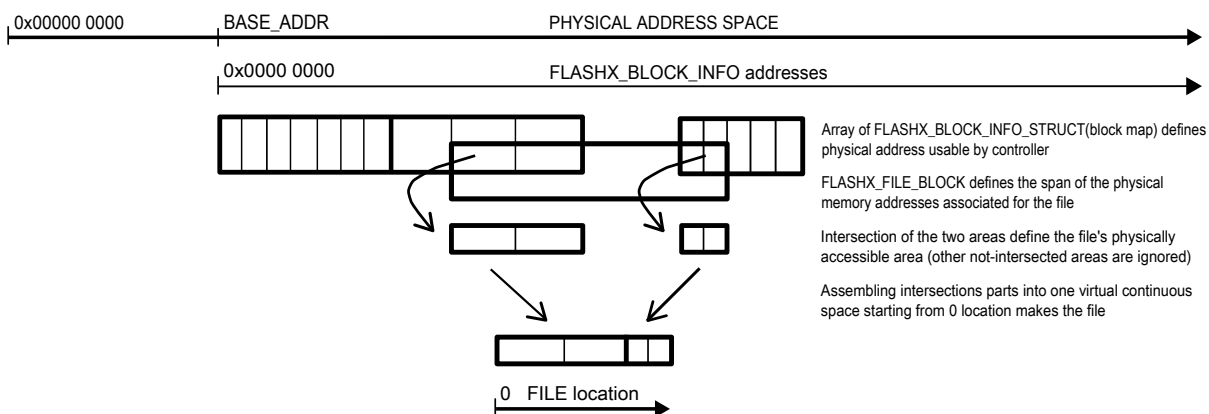 0x00000 0000 BASE_ADDR PHYSICAL ADDRESS SPACE
0x0000 0000 FLASHX_BLOCK_INFO addresses
Array of FLASHX_BLOCK_INFO_STRUCT(block map) defines
physical address usable by controller
FLASHX_FILE_BLOCK defines the span of the physical
memory addresses associated for the file
Intersection of the two areas define the file's physically
accessible area (other not-intersected areas are ignored)
Assembling intersections parts into one virtual continuous
space starting from 0 location makes the file
0 FILE location